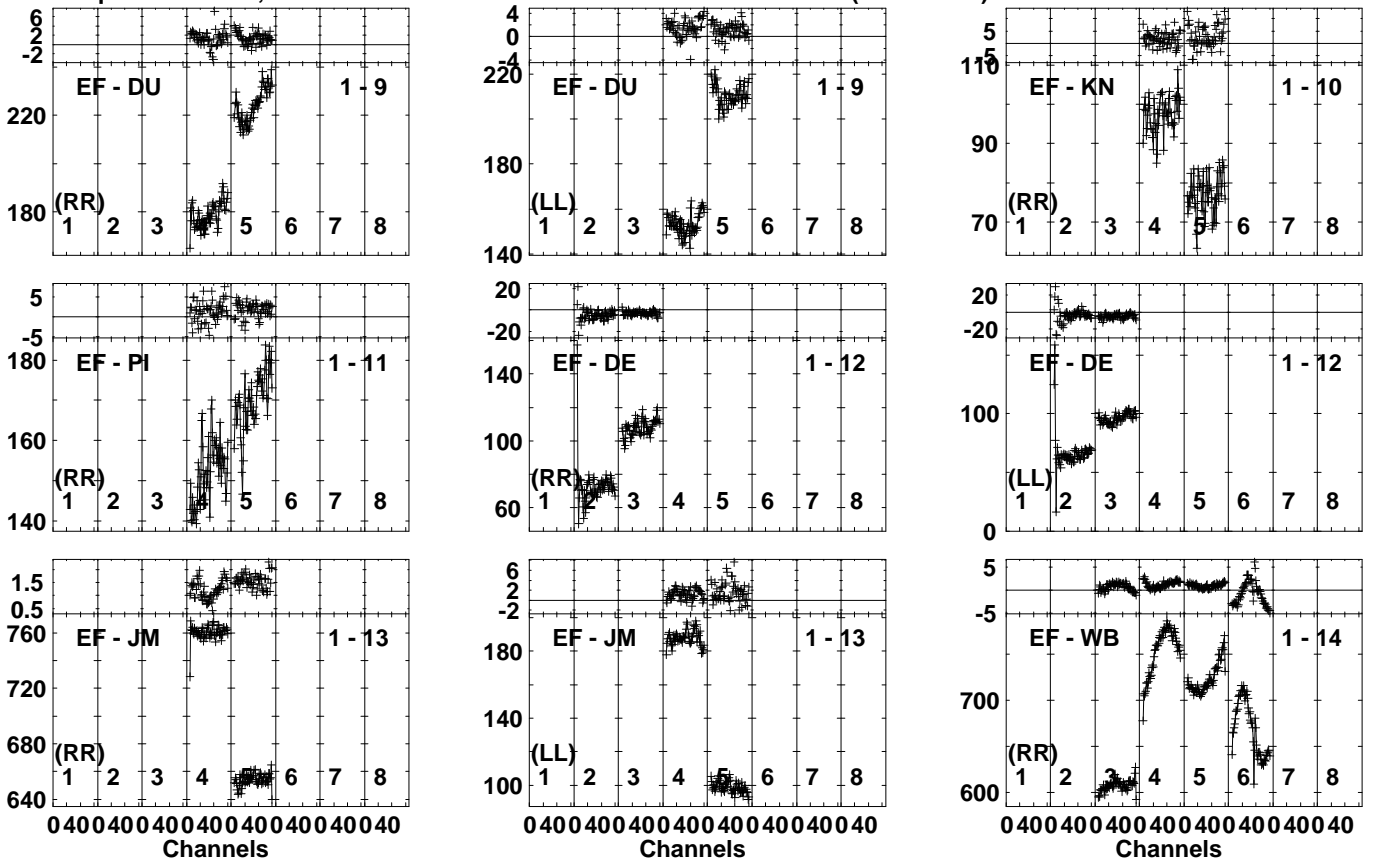 6
2
-2
EF - DU
1 - 9
220
180
(RR)
1 2 3 4 5 6 7 8
4
0
-4
EF - DU
1 - 9
220
180
140
(LL)
1 2 3 4 5 6 7 8
5
-5
EF - KN
1 - 10
110
90
70
(RR)
1 2 3 4 5 6 7 8
5
-5
EF - PI
1 - 11
180
160
140
(RR)
1 2 3 4 5 6 7 8
20
-20
EF - DE
1 - 12
140
100
60
(RR)
1 2 3 4 5 6 7 8
20
-20
EF - DE
1 - 12
100
0
(LL)
1 2 3 4 5 6 7 8
1.5
0.5
EF - JM
1 - 13
760
720
680
640
(RR)
1 2 3 4 5 6 7 8
0 40 0 40 0 40 0 40 0 40 0 40 0 40 0 40
Channels
6
2
-2
EF - JM
1 - 13
180
140
100
(LL)
1 2 3 4 5 6 7 8
0 40 0 40 0 40 0 40 0 40 0 40 0 40 0 40
Channels
5
-5
EF - WB
1 - 14
700
600
(RR)
1 2 3 4 5 6 7 8
0 40 0 40 0 40 0 40 0 40 0 40 0 40 0 40
Channels